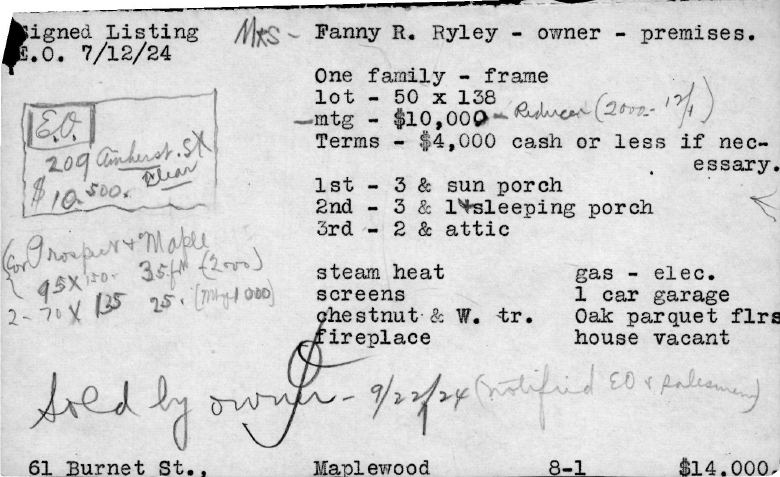 Signed Listing Mrs - Fanny R. Ryley - owner - premises.
E.O. 7/12/24
One family - frame
lot - 50 x 138
-mtg - $10,000 - Reduced (2000- 12/1)
Terms - $4,000 cash or less if nec-
essary.
1st - 3 & sun porch
2nd - 3 & 1 sleeping porch
3rd - 2 & attic
E.O.
209 Amherst. St
Clear
$10.500.
Cor Prospect & Maple
95 x 150- 35 ft (2000)
2 - 70 x 135 25. (Mtg 1000)
steam heat gas - elec.
screens 1 car garage
chestnut & W. tr. Oak parquet flrs
fireplace house vacant
Sold by owner - 9/22/24 (notified EO & salesmen)
61 Burnet St., Maplewood 8-1 $14,000.